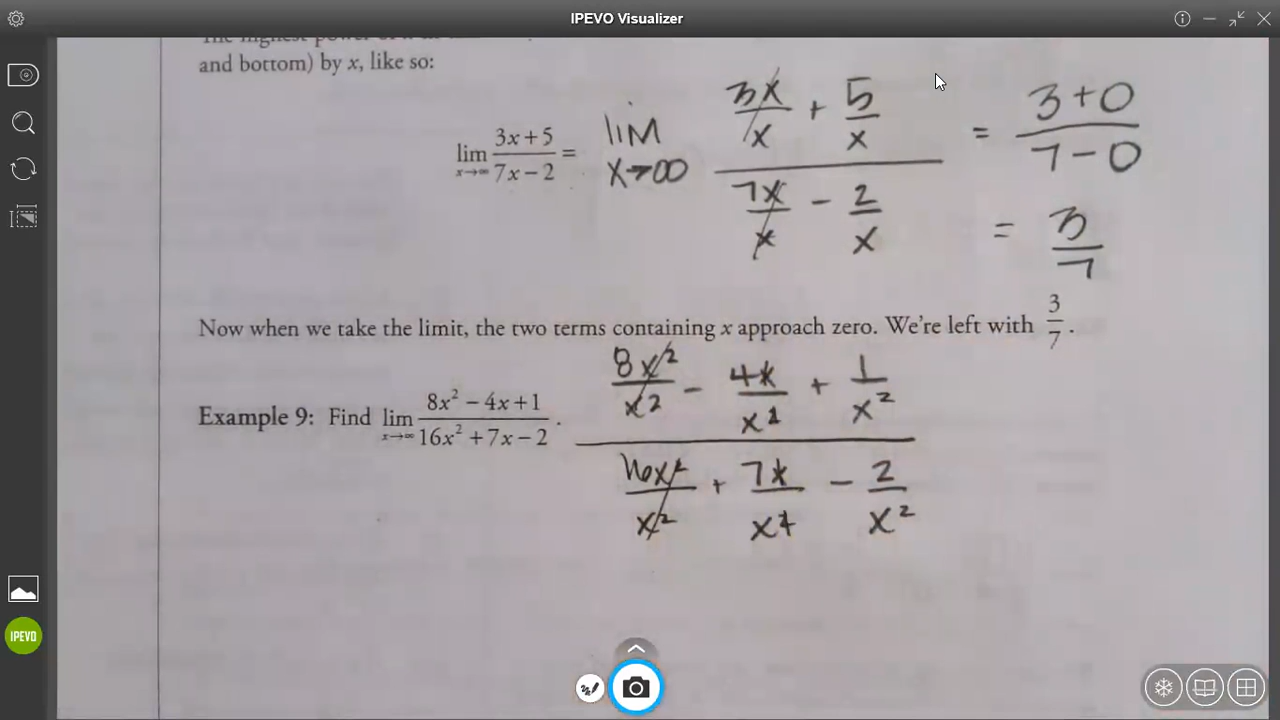 IPEVO Visualizer
and bottom) by x, like so:
lim x→∞ (3x + 5)/(7x − 2) = lim x→∞ (3x/x + 5/x)/(7x/x − 2/x) = (3 + 0)/(7 − 0)
= 3/7
Now when we take the limit, the two terms containing x approach zero. We're left with 3/7.
Example 9: Find lim x→∞ (8x² − 4x + 1)/(16x² + 7x − 2).
(8x²/x² − 4x/x² + 1/x²)/(16x²/x² + 7x/x² − 2/x²)
IPEVO